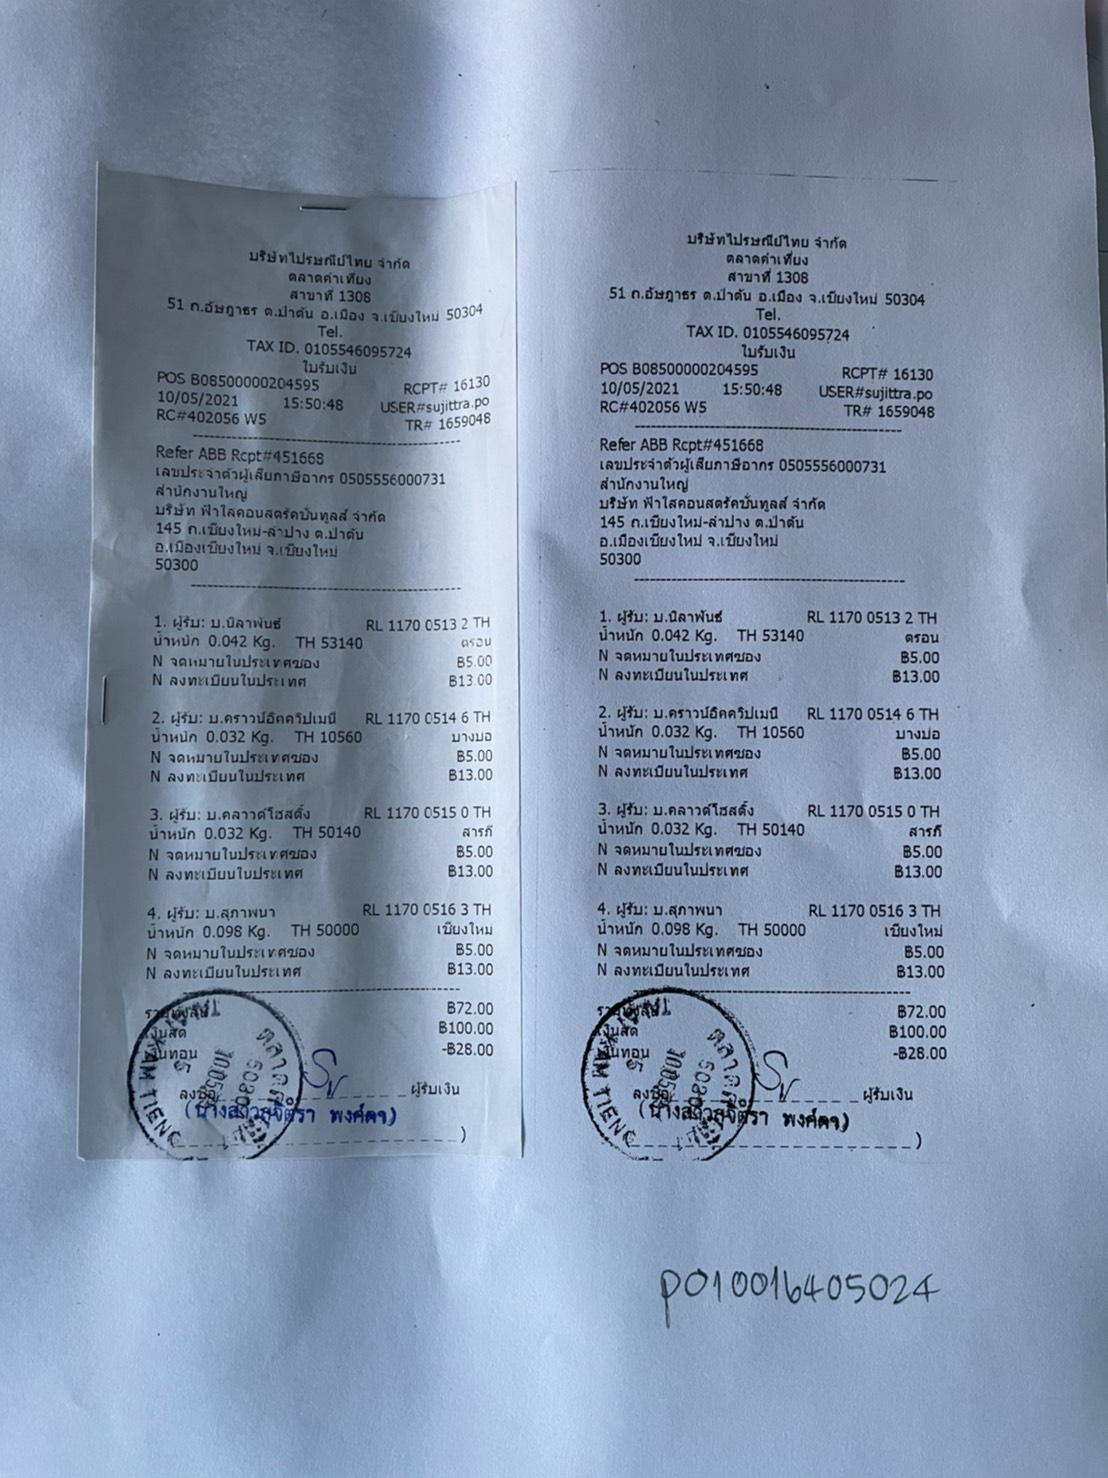 บริษัทไปรษณีย์ไทย จำกัด
ตลาดคำเที่ยง
สาขาที่ 1308
51 ถ.อัษฎาธร ต.ป่าตัน อ.เมือง จ.เชียงใหม่ 50304
Tel.
TAX ID. 0105546095724
ใบรับเงิน
POS B08500000204595 RCPT# 16130
10/05/2021 15:50:48 USER#sujittra.po
RC#402056 W5 TR# 1659048
Refer ABB Rcpt#451668
เลขประจำตัวผู้เสียภาษีอากร 0505556000731
สำนักงานใหญ่
บริษัท ฟ้าใสคอนสตรัคชั่นทูลส์ จำกัด
145 ถ.เชียงใหม่-ลำปาง ต.ป่าตัน
อ.เมืองเชียงใหม่ จ.เชียงใหม่
50300
1. ผู้รับ: บ.นิลาพันธ์ RL 1170 0513 2 TH
น้ำหนัก 0.042 Kg. TH 53140 ตรอน
N จดหมายในประเทศซอง ฿5.00
N ลงทะเบียนในประเทศ ฿13.00
2. ผู้รับ: บ.คราวน์อิคควิปเมนี RL 1170 0514 6 TH
น้ำหนัก 0.032 Kg. TH 10560 บางบ่อ
N จดหมายในประเทศซอง ฿5.00
N ลงทะเบียนในประเทศ ฿13.00
3. ผู้รับ: บ.คลาวด์โฮสติ้ง RL 1170 0515 0 TH
น้ำหนัก 0.032 Kg. TH 50140 สารภี
N จดหมายในประเทศซอง ฿5.00
N ลงทะเบียนในประเทศ ฿13.00
4. ผู้รับ: บ.สุภาพนา RL 1170 0516 3 TH
น้ำหนัก 0.098 Kg. TH 50000 เชียงใหม่
N จดหมายในประเทศซอง ฿5.00
N ลงทะเบียนในประเทศ ฿13.00
รวมทั้งสิ้น ฿72.00
เงินสด ฿100.00
เงินทอน -฿28.00
ลงชื่อ ผู้รับเงิน
(นางสาวสุจิตรา พงศ์ดา)
)
บริษัทไปรษณีย์ไทย จำกัด
ตลาดคำเที่ยง
สาขาที่ 1308
51 ถ.อัษฎาธร ต.ป่าตัน อ.เมือง จ.เชียงใหม่ 50304
Tel.
TAX ID. 0105546095724
ใบรับเงิน
POS B08500000204595 RCPT# 16130
10/05/2021 15:50:48 USER#sujittra.po
RC#402056 W5 TR# 1659048
Refer ABB Rcpt#451668
เลขประจำตัวผู้เสียภาษีอากร 0505556000731
สำนักงานใหญ่
บริษัท ฟ้าใสคอนสตรัคชั่นทูลส์ จำกัด
145 ถ.เชียงใหม่-ลำปาง ต.ป่าตัน
อ.เมืองเชียงใหม่ จ.เชียงใหม่
50300
1. ผู้รับ: บ.นิลาพันธ์ RL 1170 0513 2 TH
น้ำหนัก 0.042 Kg. TH 53140 ตรอน
N จดหมายในประเทศซอง ฿5.00
N ลงทะเบียนในประเทศ ฿13.00
2. ผู้รับ: บ.คราวน์อิคควิปเมนี RL 1170 0514 6 TH
น้ำหนัก 0.032 Kg. TH 10560 บางบ่อ
N จดหมายในประเทศซอง ฿5.00
N ลงทะเบียนในประเทศ ฿13.00
3. ผู้รับ: บ.คลาวด์โฮสติ้ง RL 1170 0515 0 TH
น้ำหนัก 0.032 Kg. TH 50140 สารภี
N จดหมายในประเทศซอง ฿5.00
N ลงทะเบียนในประเทศ ฿13.00
4. ผู้รับ: บ.สุภาพนา RL 1170 0516 3 TH
น้ำหนัก 0.098 Kg. TH 50000 เชียงใหม่
N จดหมายในประเทศซอง ฿5.00
N ลงทะเบียนในประเทศ ฿13.00
รวมทั้งสิ้น ฿72.00
เงินสด ฿100.00
เงินทอน -฿28.00
ลงชื่อ ผู้รับเงิน
(นางสาวสุจิตรา พงศ์ดา)
)
PO10016405024